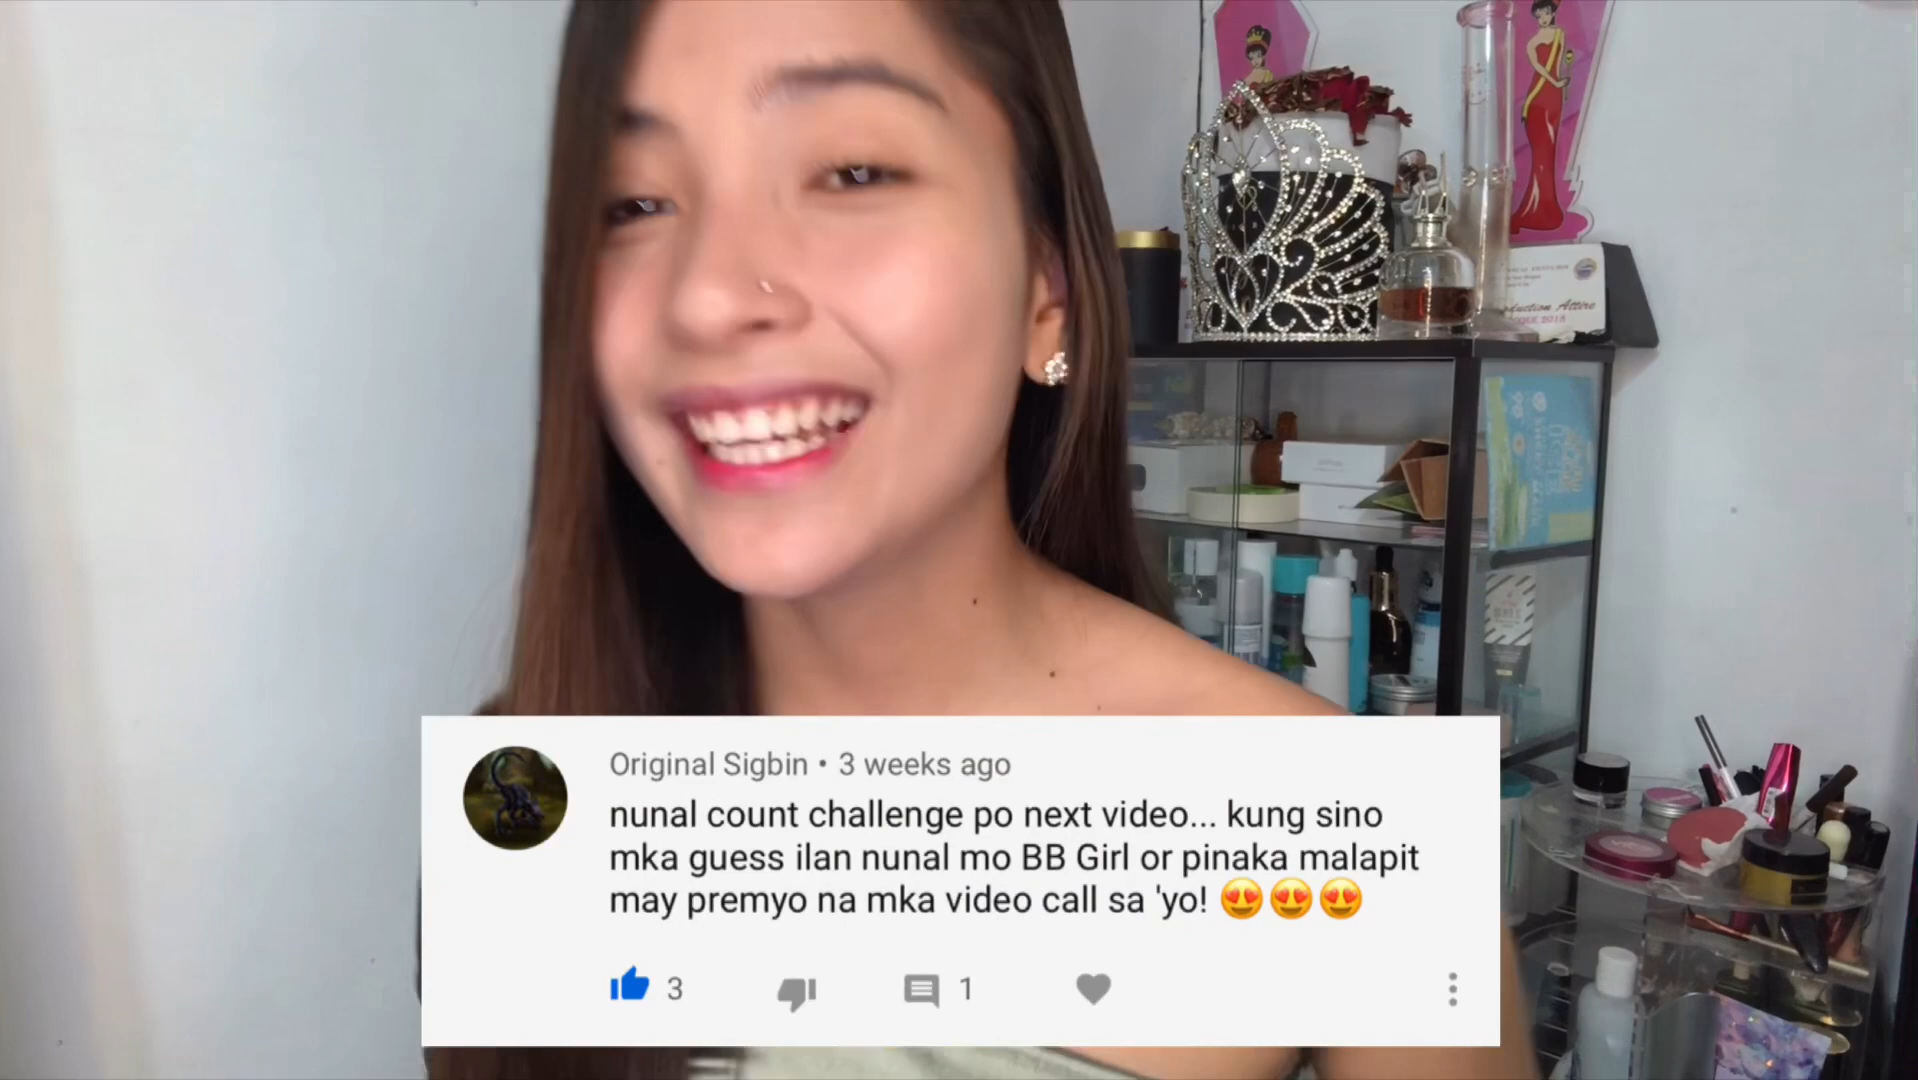 Original Sigbin • 3 weeks ago
nunal count challenge po next video... kung sino
mka guess ilan nunal mo BB Girl or pinaka malapit
may premyo na mka video call sa 'yo! 😍😍😍
3
1